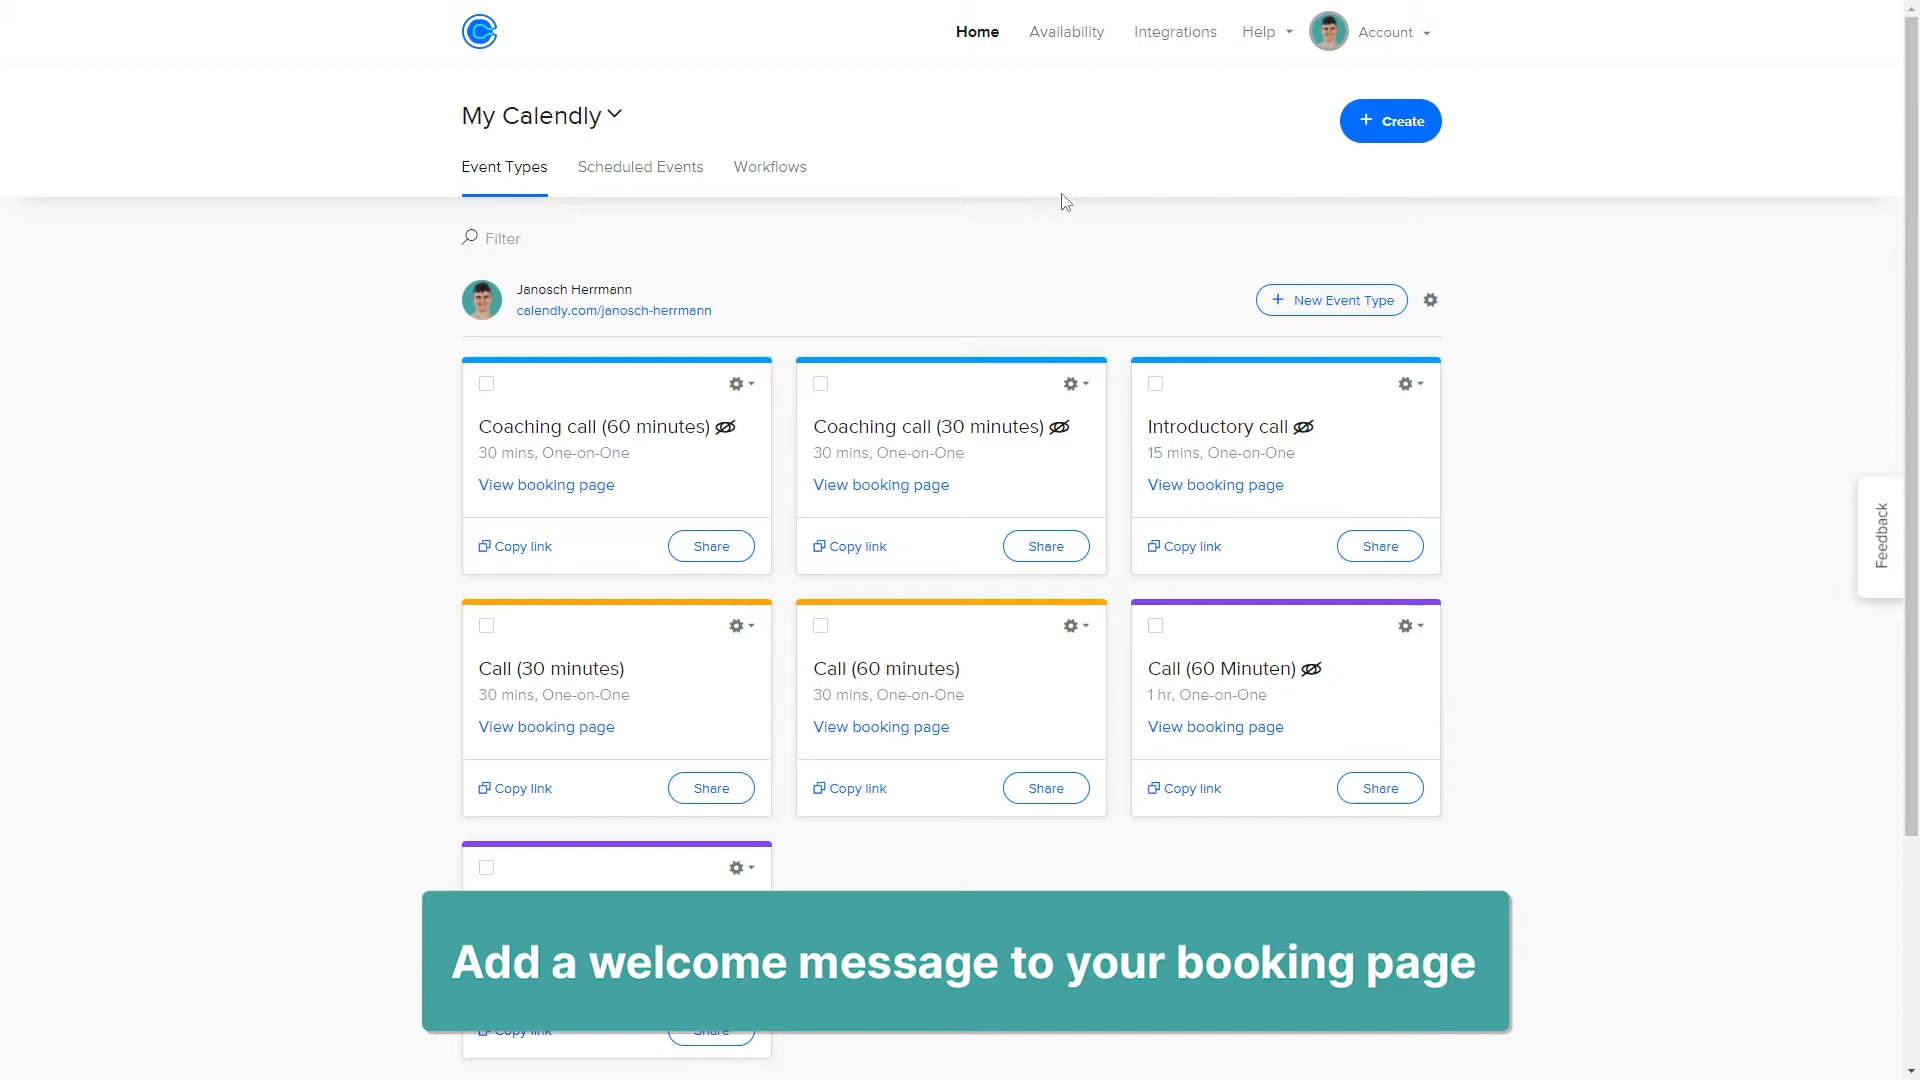 Home
Availability
Integrations
Help
Account
My Calendly
+ Create
Event Types
Scheduled Events
Workflows
Filter
Janosch Herrmann
calendly.com/janosch-herrmann
+ New Event Type
Coaching call (60 minutes)
30 mins, One-on-One
View booking page
Copy link
Share
Coaching call (30 minutes)
30 mins, One-on-One
View booking page
Copy link
Share
Introductory call
15 mins, One-on-One
View booking page
Copy link
Share
Call (30 minutes)
30 mins, One-on-One
View booking page
Copy link
Share
Call (60 minutes)
30 mins, One-on-One
View booking page
Copy link
Share
Call (60 Minuten)
1 hr, One-on-One
View booking page
Copy link
Share
Add a welcome message to your booking page
Copy link
Share
Feedback